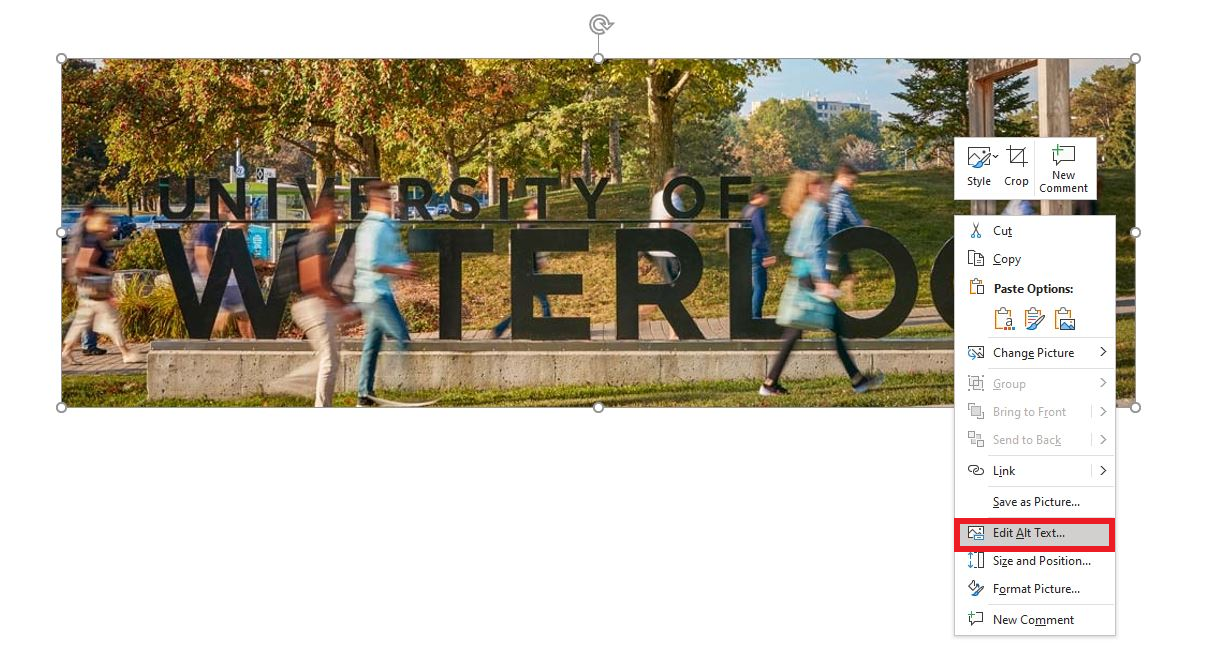 UNIVERSITY OF
WATERLOO
Style
Crop
New
Comment
Cut
Copy
Paste Options:
Change Picture
Group
Bring to Front
Send to Back
Link
Save as Picture...
Edit Alt Text...
Size and Position...
Format Picture...
New Comment